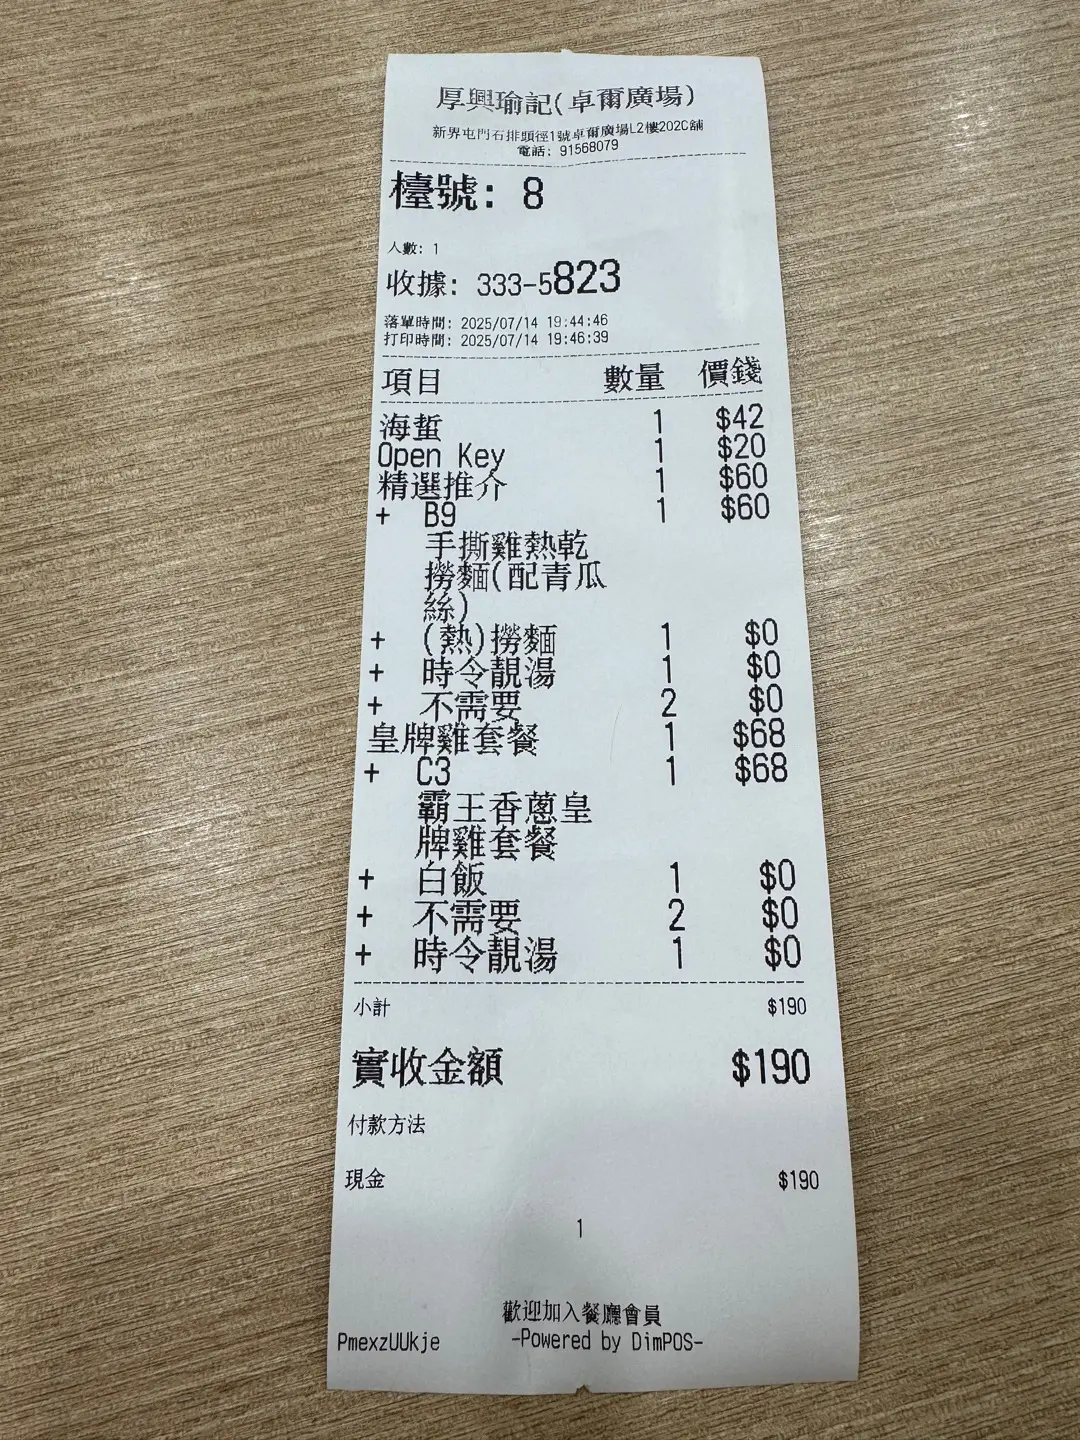 厚興瑜記(卓爾廣場)
新界屯門石排頭徑1號卓爾廣場L2樓202C舖
電話: 91568079
檯號: 8
人數: 1
收據: 333-5823
落單時間: 2025/07/14 19:44:46
打印時間: 2025/07/14 19:46:39
項目 數量 價錢
海蜇 1 $42
Open Key 1 $20
精選推介 1 $60
+ B9 1 $60
手撕雞熱乾
撈麵(配青瓜
絲)
+ (熱)撈麵 1 $0
+ 時令靚湯 1 $0
+ 不需要 2 $0
皇牌雞套餐 1 $68
+ C3 1 $68
霸王香蔥皇
牌雞套餐
+ 白飯 1 $0
+ 不需要 2 $0
+ 時令靚湯 1 $0
小計 $190
實收金額 $190
付款方法
現金 $190
1
歡迎加入餐廳會員
PmexzUUkje -Powered by DimPOS-